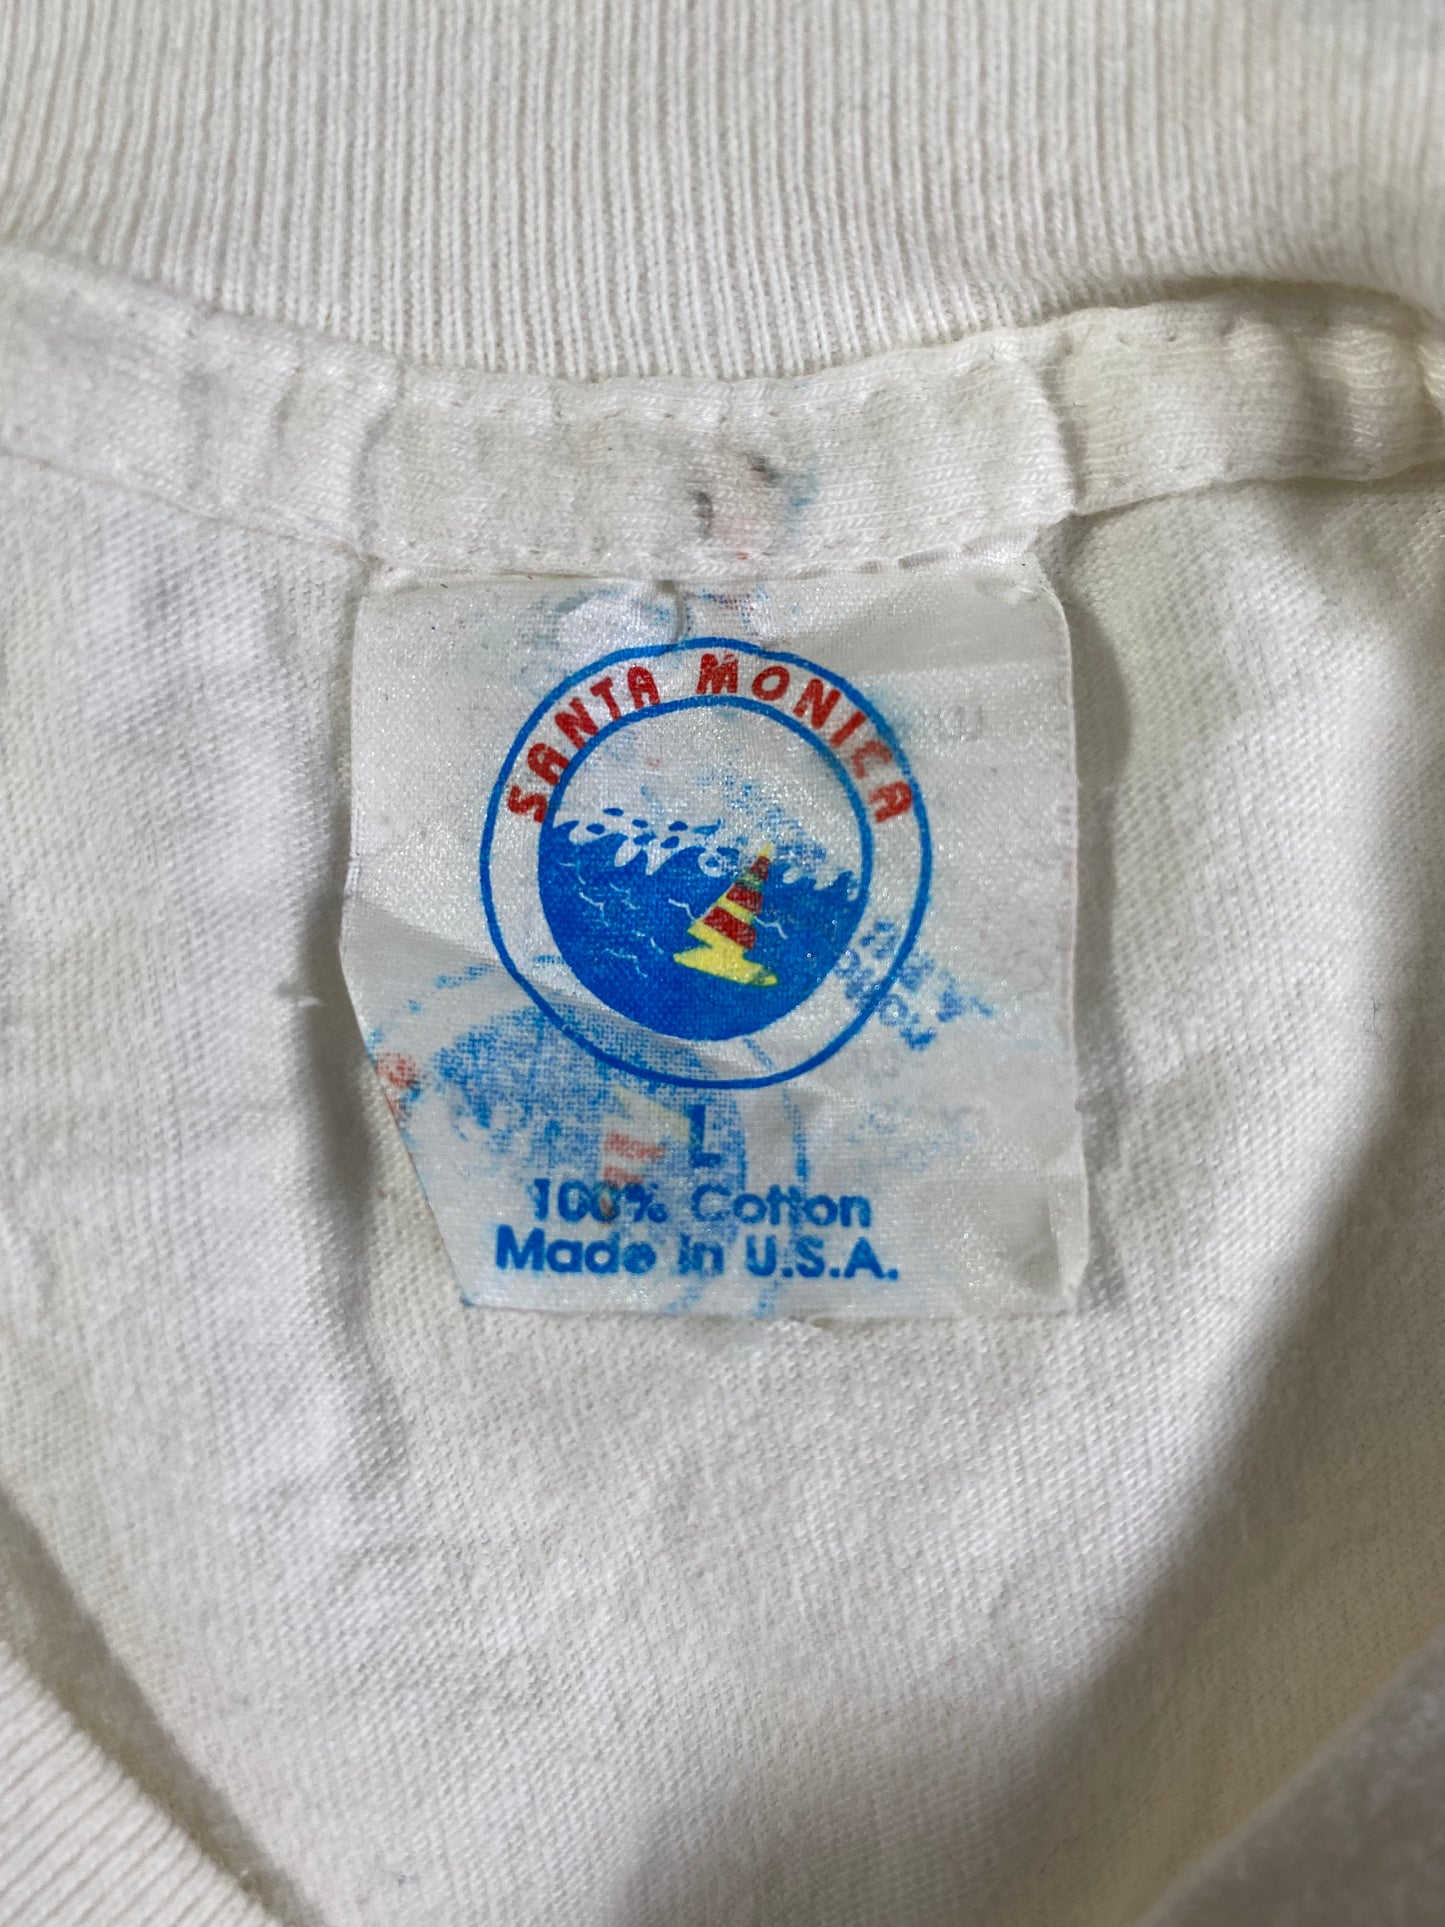 SANTA MONICA
L
100% Cotton
Made in U.S.A.